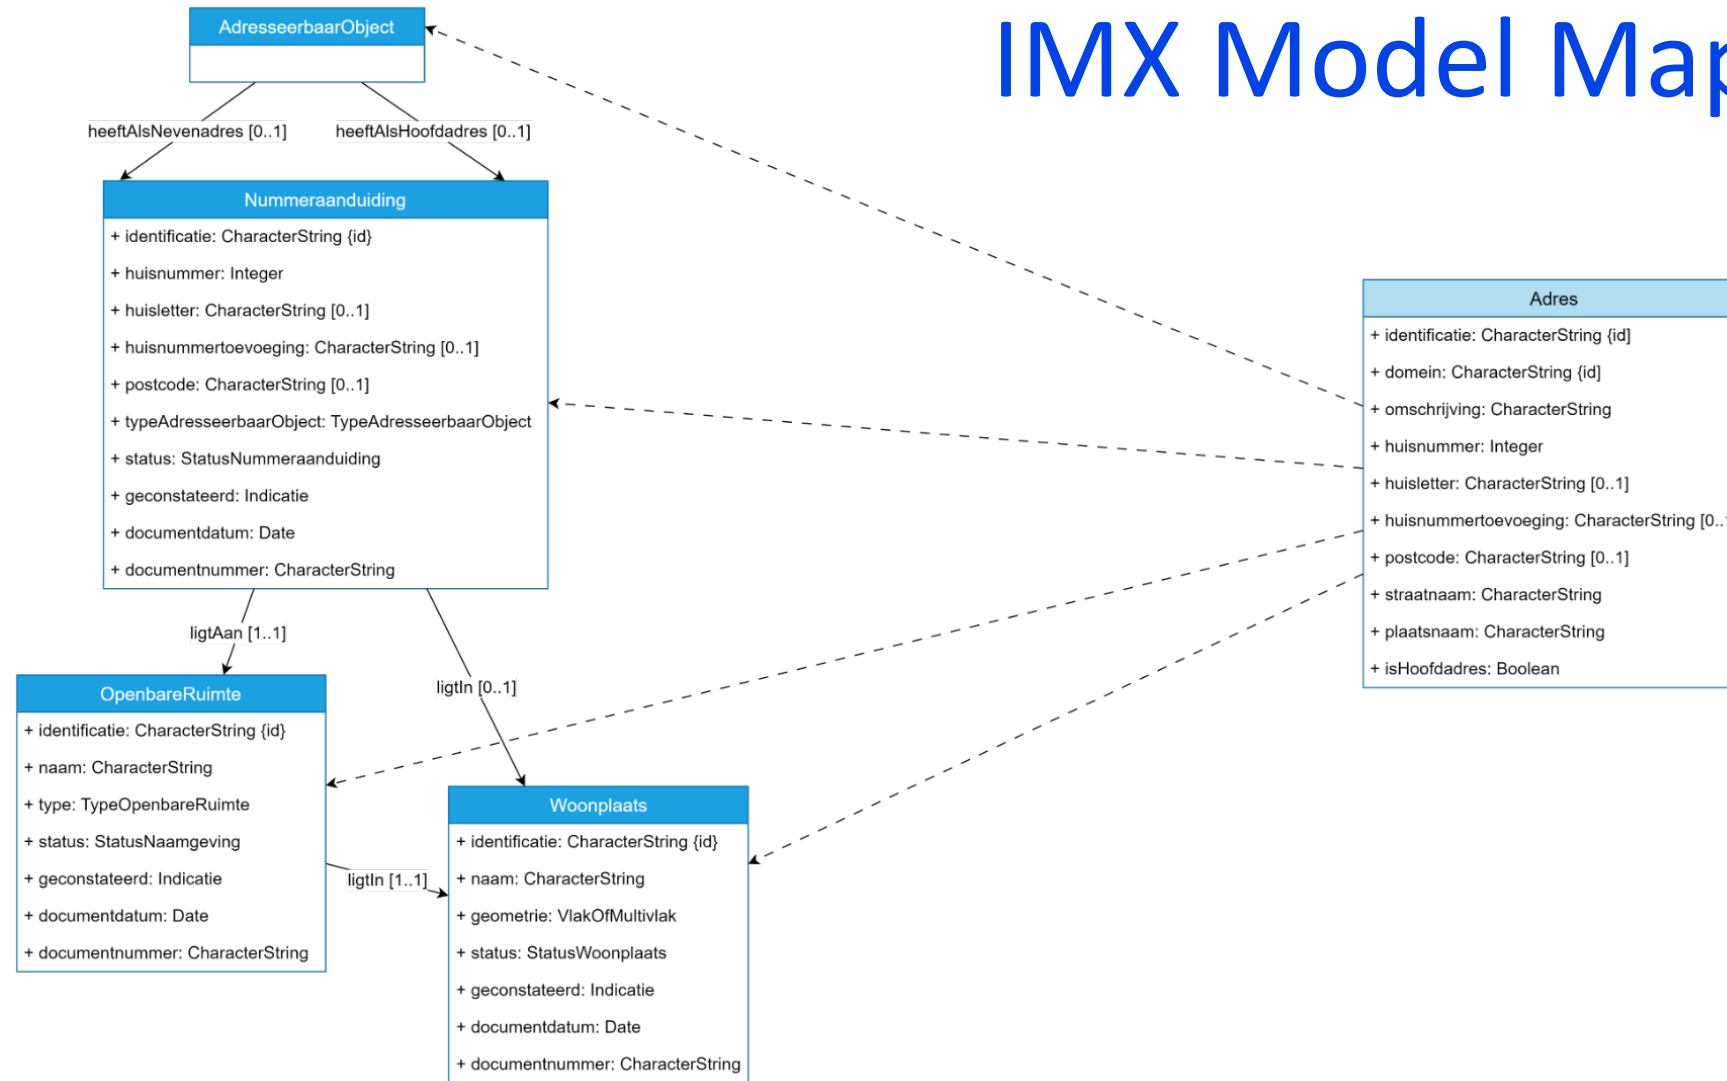 IMX Model Map
AdresseerbaarObject
heeftAlsNevenadres [0..1]
heeftAlsHoofdadres [0..1]
Nummeraanduiding
+ identificatie: CharacterString {id}
+ huisnummer: Integer
+ huisletter: CharacterString [0..1]
+ huisnummertoevoeging: CharacterString [0..1]
+ postcode: CharacterString [0..1]
+ typeAdresseerbaarObject: TypeAdresseerbaarObject
+ status: StatusNummeraanduiding
+ geconstateerd: Indicatie
+ documentdatum: Date
+ documentnummer: CharacterString
ligtAan [1..1]
ligtIn [0..1]
OpenbareRuimte
+ identificatie: CharacterString {id}
+ naam: CharacterString
+ type: TypeOpenbareRuimte
+ status: StatusNaamgeving
+ geconstateerd: Indicatie
+ documentdatum: Date
+ documentnummer: CharacterString
ligtIn [1..1]
Woonplaats
+ identificatie: CharacterString {id}
+ naam: CharacterString
+ geometrie: VlakOfMultivlak
+ status: StatusWoonplaats
+ geconstateerd: Indicatie
+ documentdatum: Date
+ documentnummer: CharacterString
Adres
+ identificatie: CharacterString {id]
+ domein: CharacterString {id]
+ omschrijving: CharacterString
+ huisnummer: Integer
+ huisletter: CharacterString [0..1]
+ huisnummertoevoeging: CharacterString [0..1
+ postcode: CharacterString [0..1]
+ straatnaam: CharacterString
+ plaatsnaam: CharacterString
+ isHoofdadres: Boolean